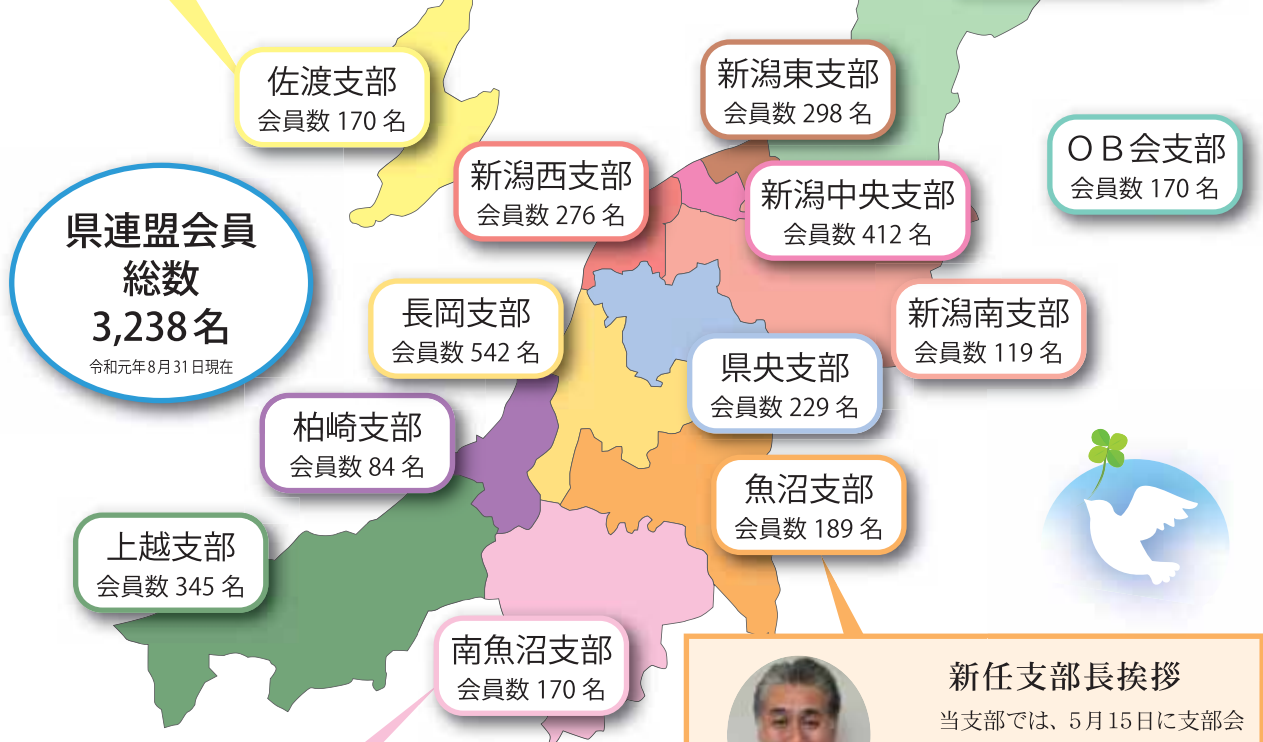 佐渡支部
会員数 170 名
新潟東支部
会員数 298 名
OB会支部
会員数 170 名
新潟西支部
会員数 276 名
新潟中央支部
会員数 412 名
県連盟会員
総数
3,238名
令和元年8月31日現在
長岡支部
会員数 542 名
新潟南支部
会員数 119 名
県央支部
会員数 229 名
柏崎支部
会員数 84 名
魚沼支部
会員数 189 名
上越支部
会員数 345 名
南魚沼支部
会員数 170 名
新任支部長挨拶
当支部では、5月15日に支部会